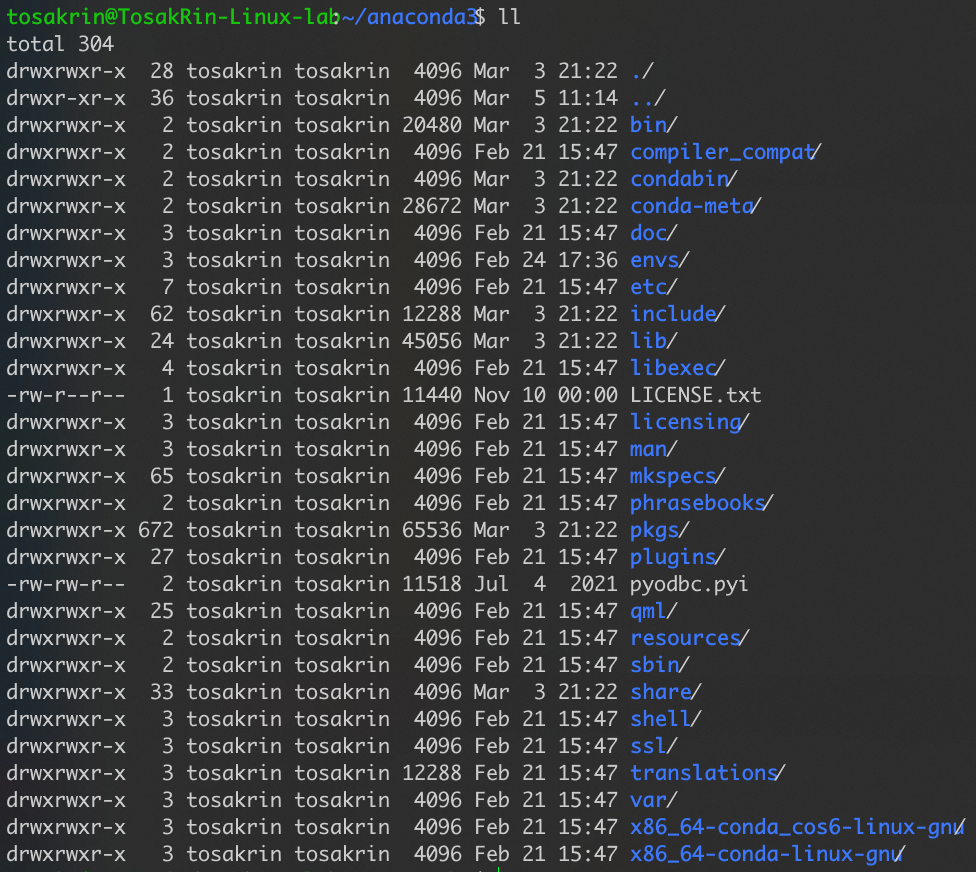 tosakrin@TosakRin-Linux-lab:~/anaconda3$ ll
total 304
drwxrwxr-x  28 tosakrin tosakrin  4096 Mar  3 21:22 ./
drwxr-xr-x  36 tosakrin tosakrin  4096 Mar  5 11:14 ../
drwxrwxr-x   2 tosakrin tosakrin 20480 Mar  3 21:22 bin/
drwxrwxr-x   2 tosakrin tosakrin  4096 Feb 21 15:47 compiler_compat/
drwxrwxr-x   2 tosakrin tosakrin  4096 Mar  3 21:22 condabin/
drwxrwxr-x   2 tosakrin tosakrin 28672 Mar  3 21:22 conda-meta/
drwxrwxr-x   3 tosakrin tosakrin  4096 Feb 21 15:47 doc/
drwxrwxr-x   3 tosakrin tosakrin  4096 Feb 24 17:36 envs/
drwxrwxr-x   7 tosakrin tosakrin  4096 Feb 21 15:47 etc/
drwxrwxr-x  62 tosakrin tosakrin 12288 Mar  3 21:22 include/
drwxrwxr-x  24 tosakrin tosakrin 45056 Mar  3 21:22 lib/
drwxrwxr-x   4 tosakrin tosakrin  4096 Feb 21 15:47 libexec/
-rw-r--r--   1 tosakrin tosakrin 11440 Nov 10 00:00 LICENSE.txt
drwxrwxr-x   3 tosakrin tosakrin  4096 Feb 21 15:47 licensing/
drwxrwxr-x   3 tosakrin tosakrin  4096 Feb 21 15:47 man/
drwxrwxr-x  65 tosakrin tosakrin  4096 Feb 21 15:47 mkspecs/
drwxrwxr-x   2 tosakrin tosakrin  4096 Feb 21 15:47 phrasebooks/
drwxrwxr-x 672 tosakrin tosakrin 65536 Mar  3 21:22 pkgs/
drwxrwxr-x  27 tosakrin tosakrin  4096 Feb 21 15:47 plugins/
-rw-rw-r--   2 tosakrin tosakrin 11518 Jul  4  2021 pyodbc.pyi
drwxrwxr-x  25 tosakrin tosakrin  4096 Feb 21 15:47 qml/
drwxrwxr-x   2 tosakrin tosakrin  4096 Feb 21 15:47 resources/
drwxrwxr-x   2 tosakrin tosakrin  4096 Feb 21 15:47 sbin/
drwxrwxr-x  33 tosakrin tosakrin  4096 Mar  3 21:22 share/
drwxrwxr-x   3 tosakrin tosakrin  4096 Feb 21 15:47 shell/
drwxrwxr-x   3 tosakrin tosakrin  4096 Feb 21 15:47 ssl/
drwxrwxr-x   3 tosakrin tosakrin 12288 Feb 21 15:47 translations/
drwxrwxr-x   3 tosakrin tosakrin  4096 Feb 21 15:47 var/
drwxrwxr-x   3 tosakrin tosakrin  4096 Feb 21 15:47 x86_64-conda_cos6-linux-gnu/
drwxrwxr-x   3 tosakrin tosakrin  4096 Feb 21 15:47 x86_64-conda-linux-gnu/